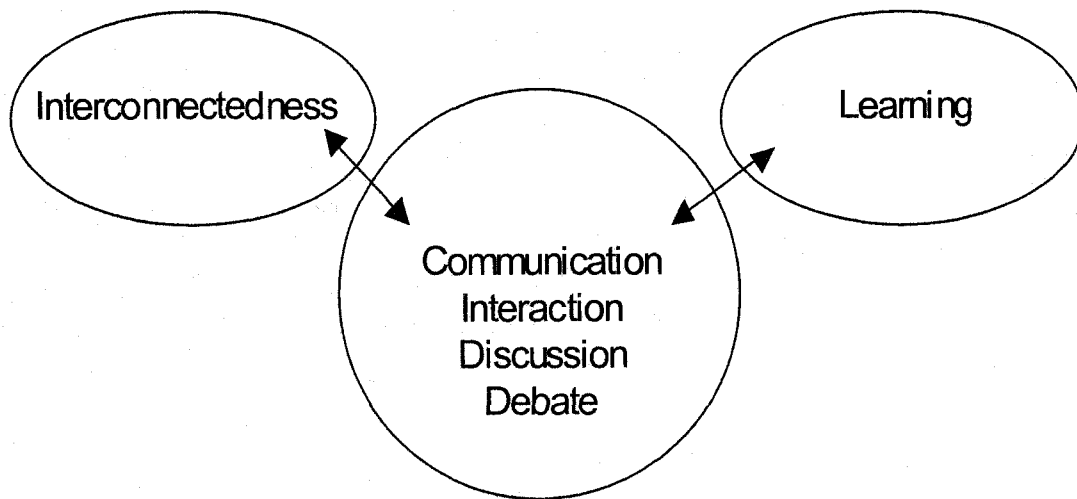 Interconnectedness
Learning
Communication
Interaction
Discussion
Debate